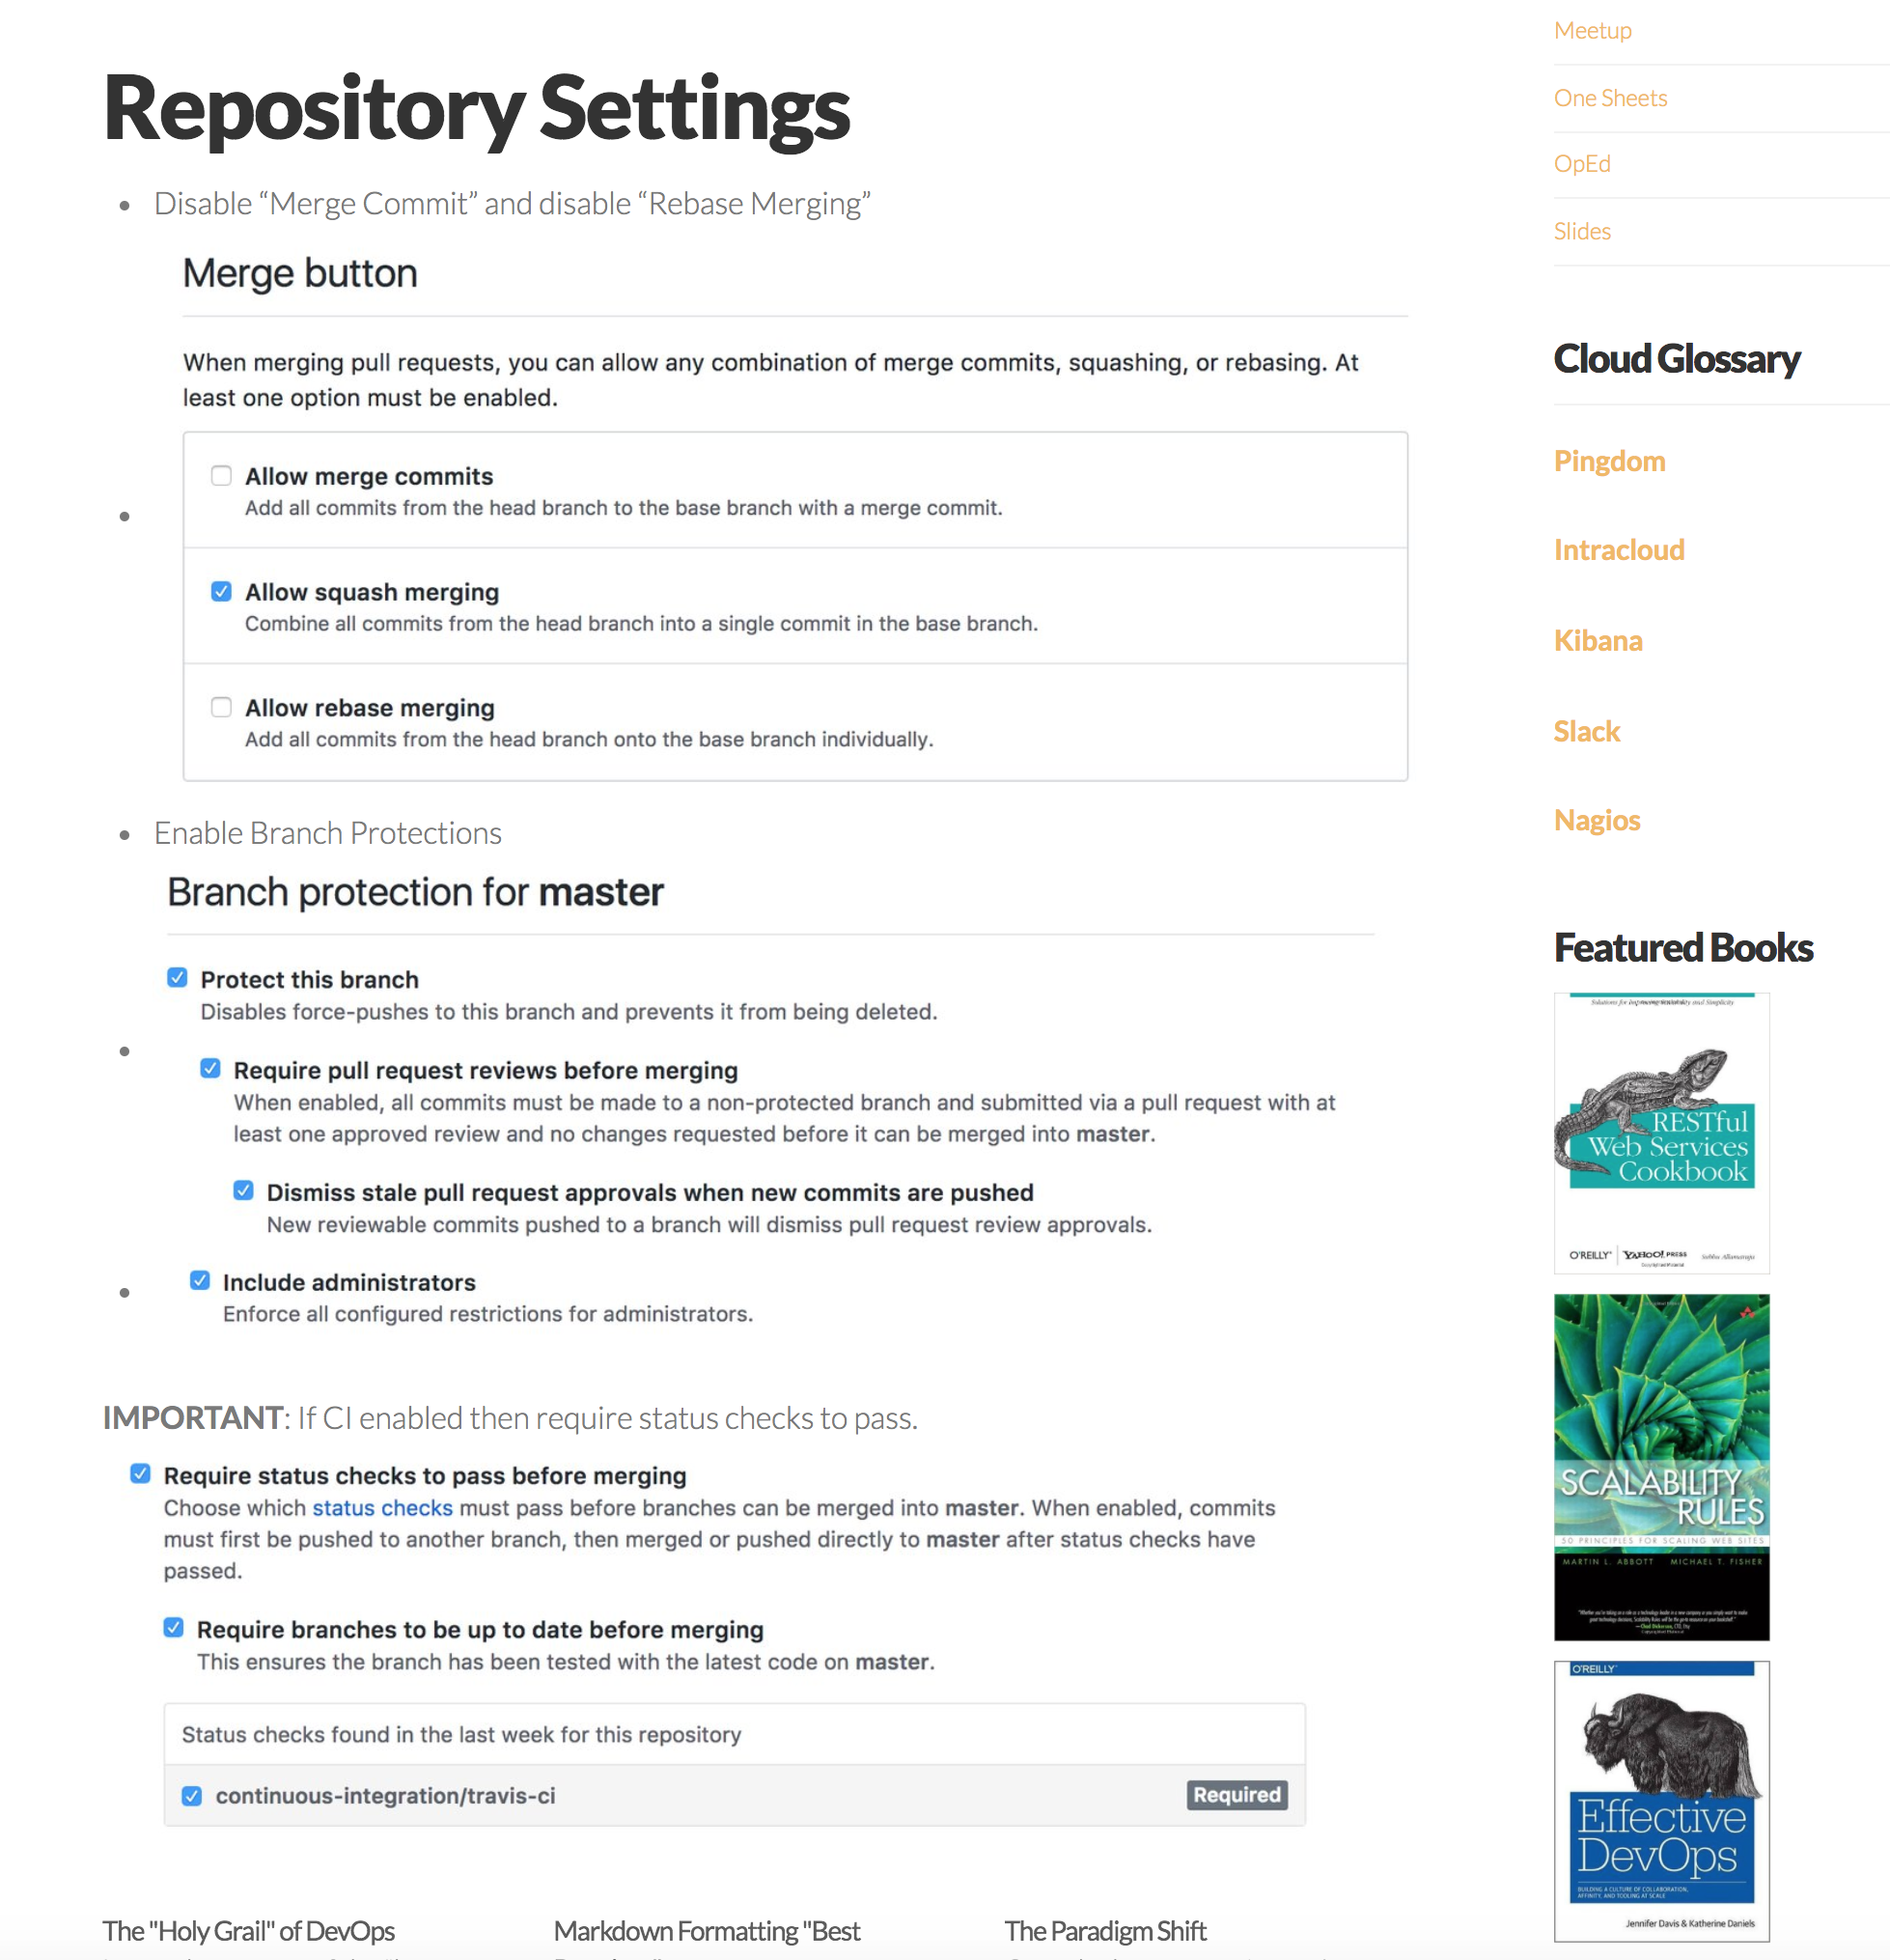 Repository Settings
Disable “Merge Commit” and disable “Rebase Merging”
Merge button
When merging pull requests, you can allow any combination of merge commits, squashing, or rebasing. At
least one option must be enabled.
Allow merge commits
Add all commits from the head branch to the base branch with a merge commit.
Allow squash merging
Combine all commits from the head branch into a single commit in the base branch.
Allow rebase merging
Add all commits from the head branch onto the base branch individually.
Enable Branch Protections
Branch protection for master
Protect this branch
Disables force-pushes to this branch and prevents it from being deleted.
Require pull request reviews before merging
When enabled, all commits must be made to a non-protected branch and submitted via a pull request with at
least one approved review and no changes requested before it can be merged into master.
Dismiss stale pull request approvals when new commits are pushed
New reviewable commits pushed to a branch will dismiss pull request review approvals.
Include administrators
Enforce all configured restrictions for administrators.
IMPORTANT: If CI enabled then require status checks to pass.
Require status checks to pass before merging
Choose which status checks must pass before branches can be merged into master. When enabled, commits
must first be pushed to another branch, then merged or pushed directly to master after status checks have
passed.
Require branches to be up to date before merging
This ensures the branch has been tested with the latest code on master.
Status checks found in the last week for this repository
continuous-integration/travis-ci
Required
The "Holy Grail" of DevOps
Markdown Formatting "Best
The Paradigm Shift
Meetup
One Sheets
OpEd
Slides
Cloud Glossary
Pingdom
Intracloud
Kibana
Slack
Nagios
Featured Books
RESTful
Web Services
Cookbook
O'REILLY
YAHOO! PRESS
SCALABILITY
RULES
50 PRINCIPLES FOR SCALING WEB SITES
MARTIN L. ABBOTT MICHAEL T. FISHER
O'REILLY
Effective
DevOps
BUILDING A CULTURE OF COLLABORATION,
AFFINITY, AND TOOLING AT SCALE
Jennifer Davis & Katherine Daniels